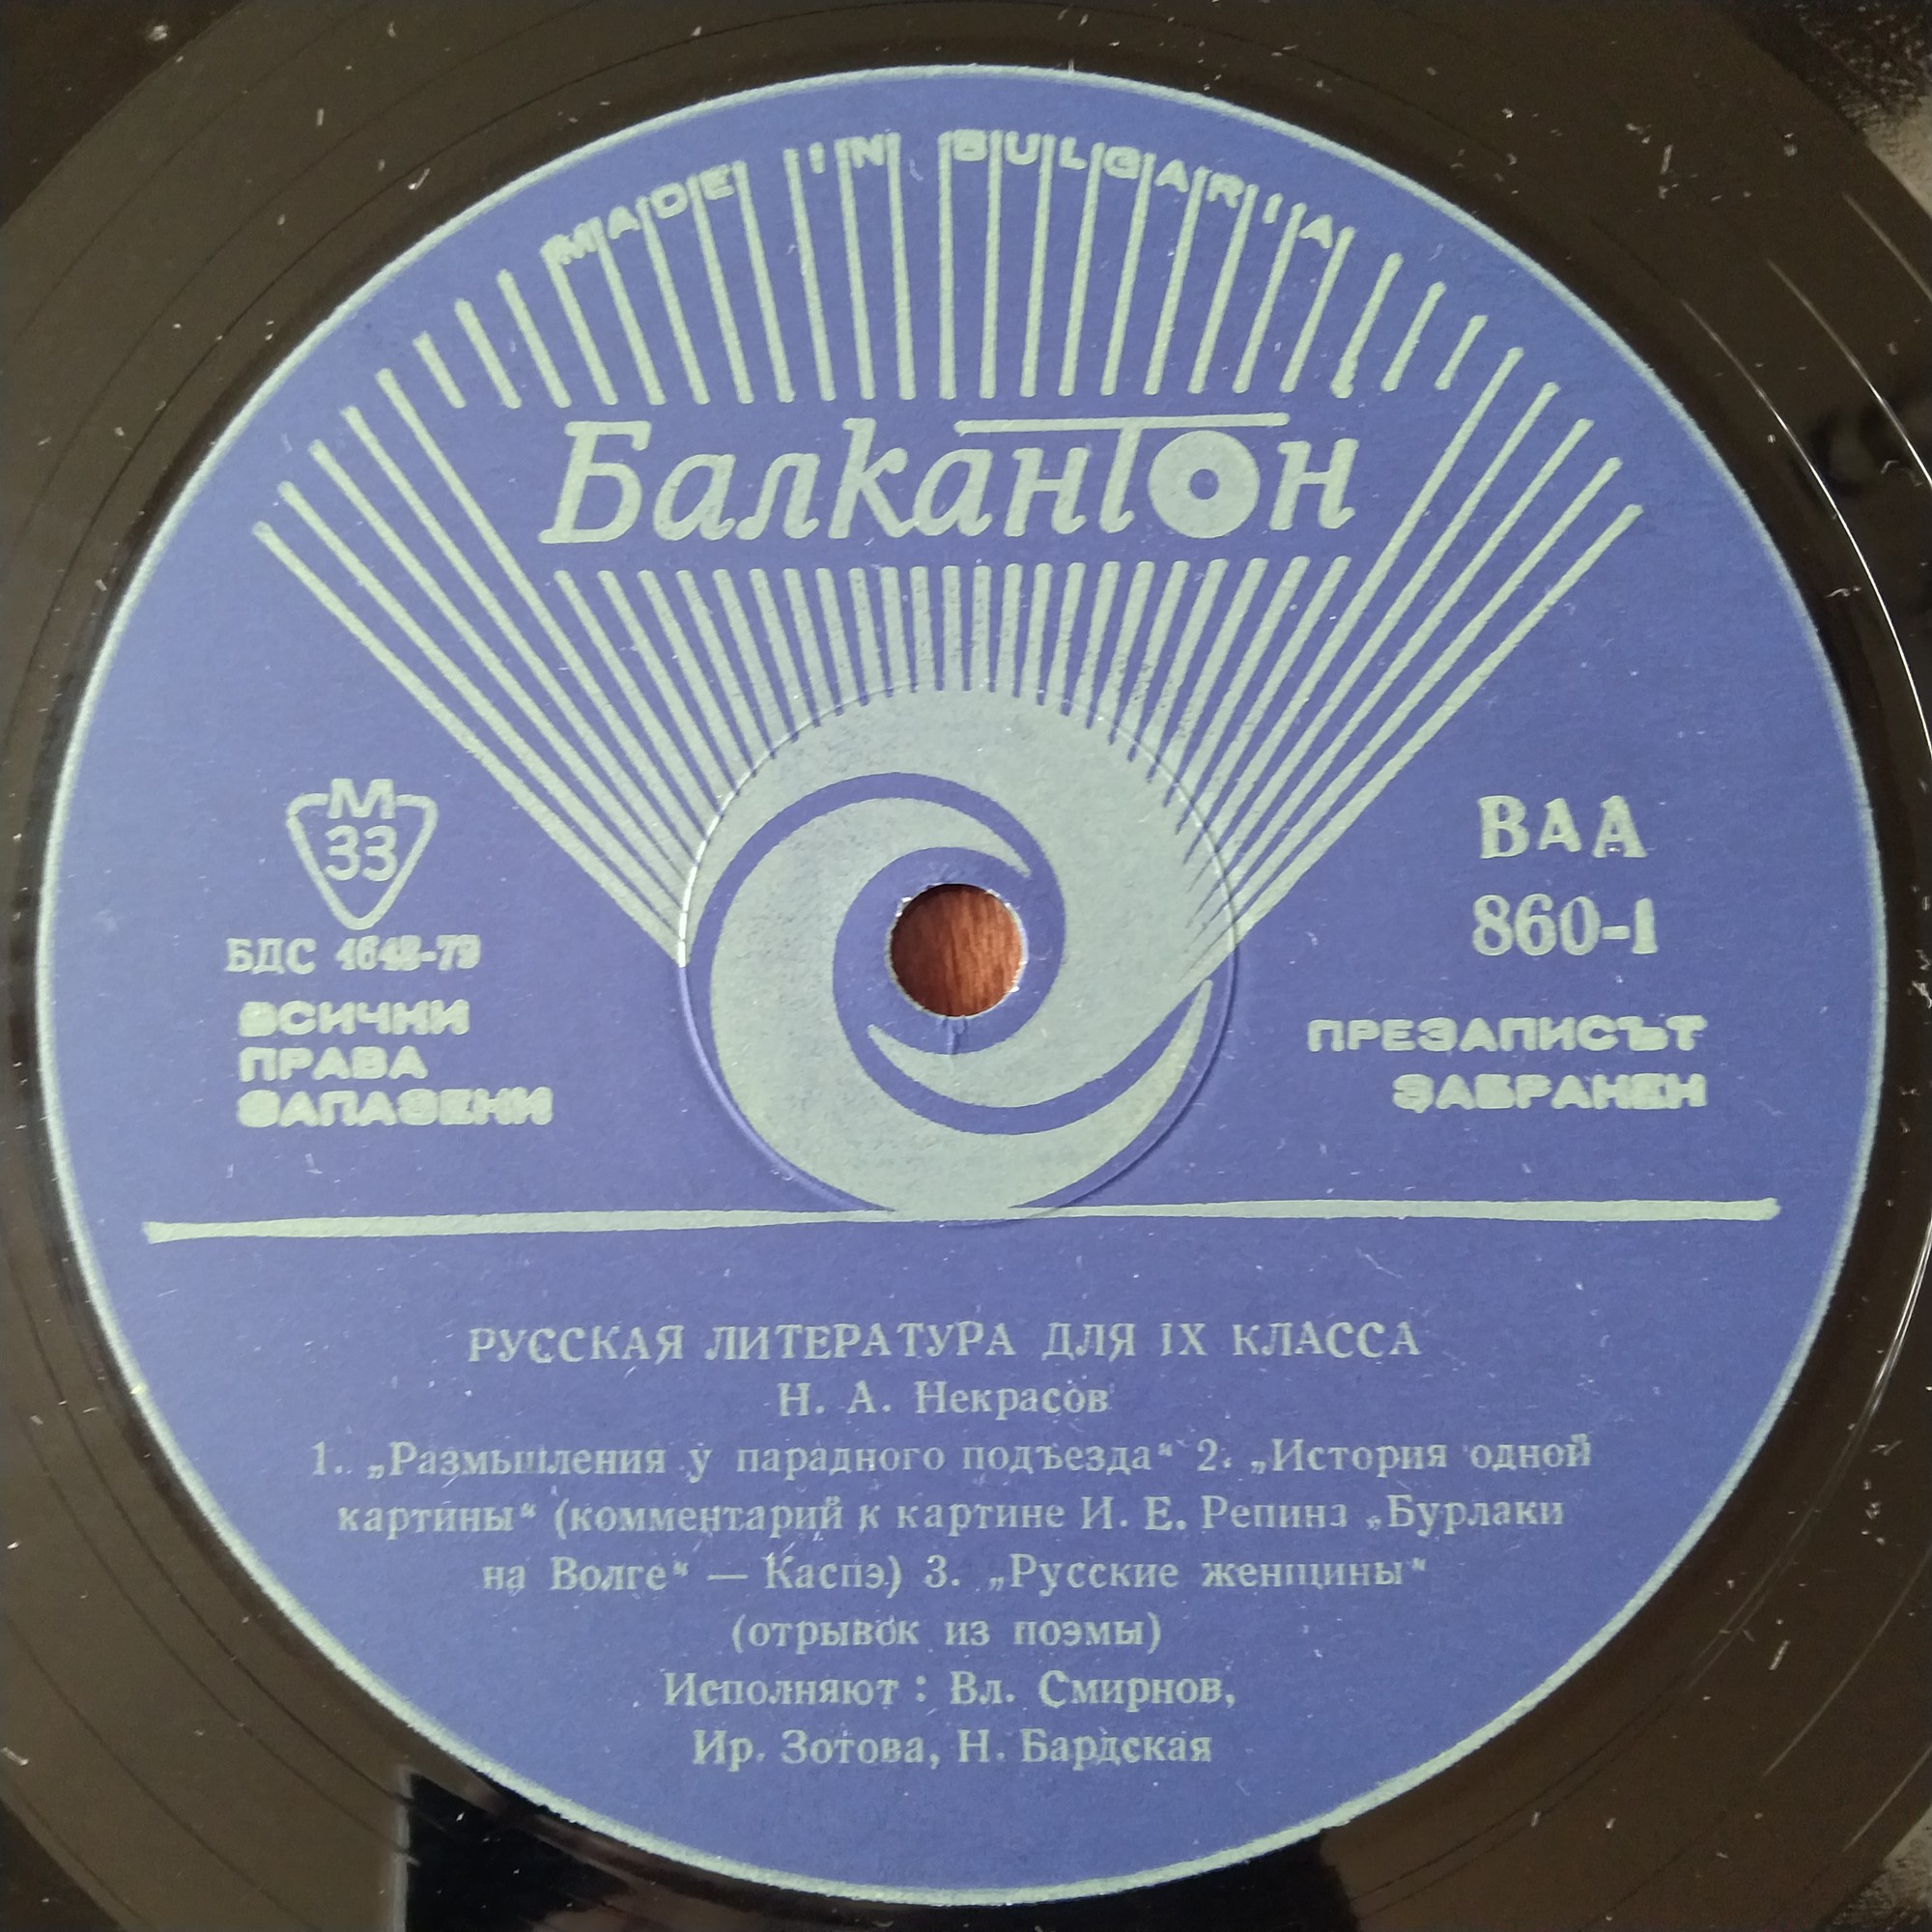 MADE IN BULGARIA
Балкантон
М
33
БДС 4648-79
ВСИЧКИ
ПРАВА
ЗАПАЗЕНИ
ВАА
860-1
ПРЕЗАПИСЪТ
ЗАБРАНЕН
РУССКАЯ ЛИТЕРАТУРА ДЛЯ IX КЛАССА
Н. А. Некрасов
1. „Размышления у парадного подъезда“ 2. „История одной
картины“ (комментарий к картине И. Е. Репина „Бурлаки
на Волге“ — Каспэ) 3. „Русские женщины“
(отрывок из поэмы)
Исполняют : Вл. Смирнов,
Ир. Зотова, Н. Бардская